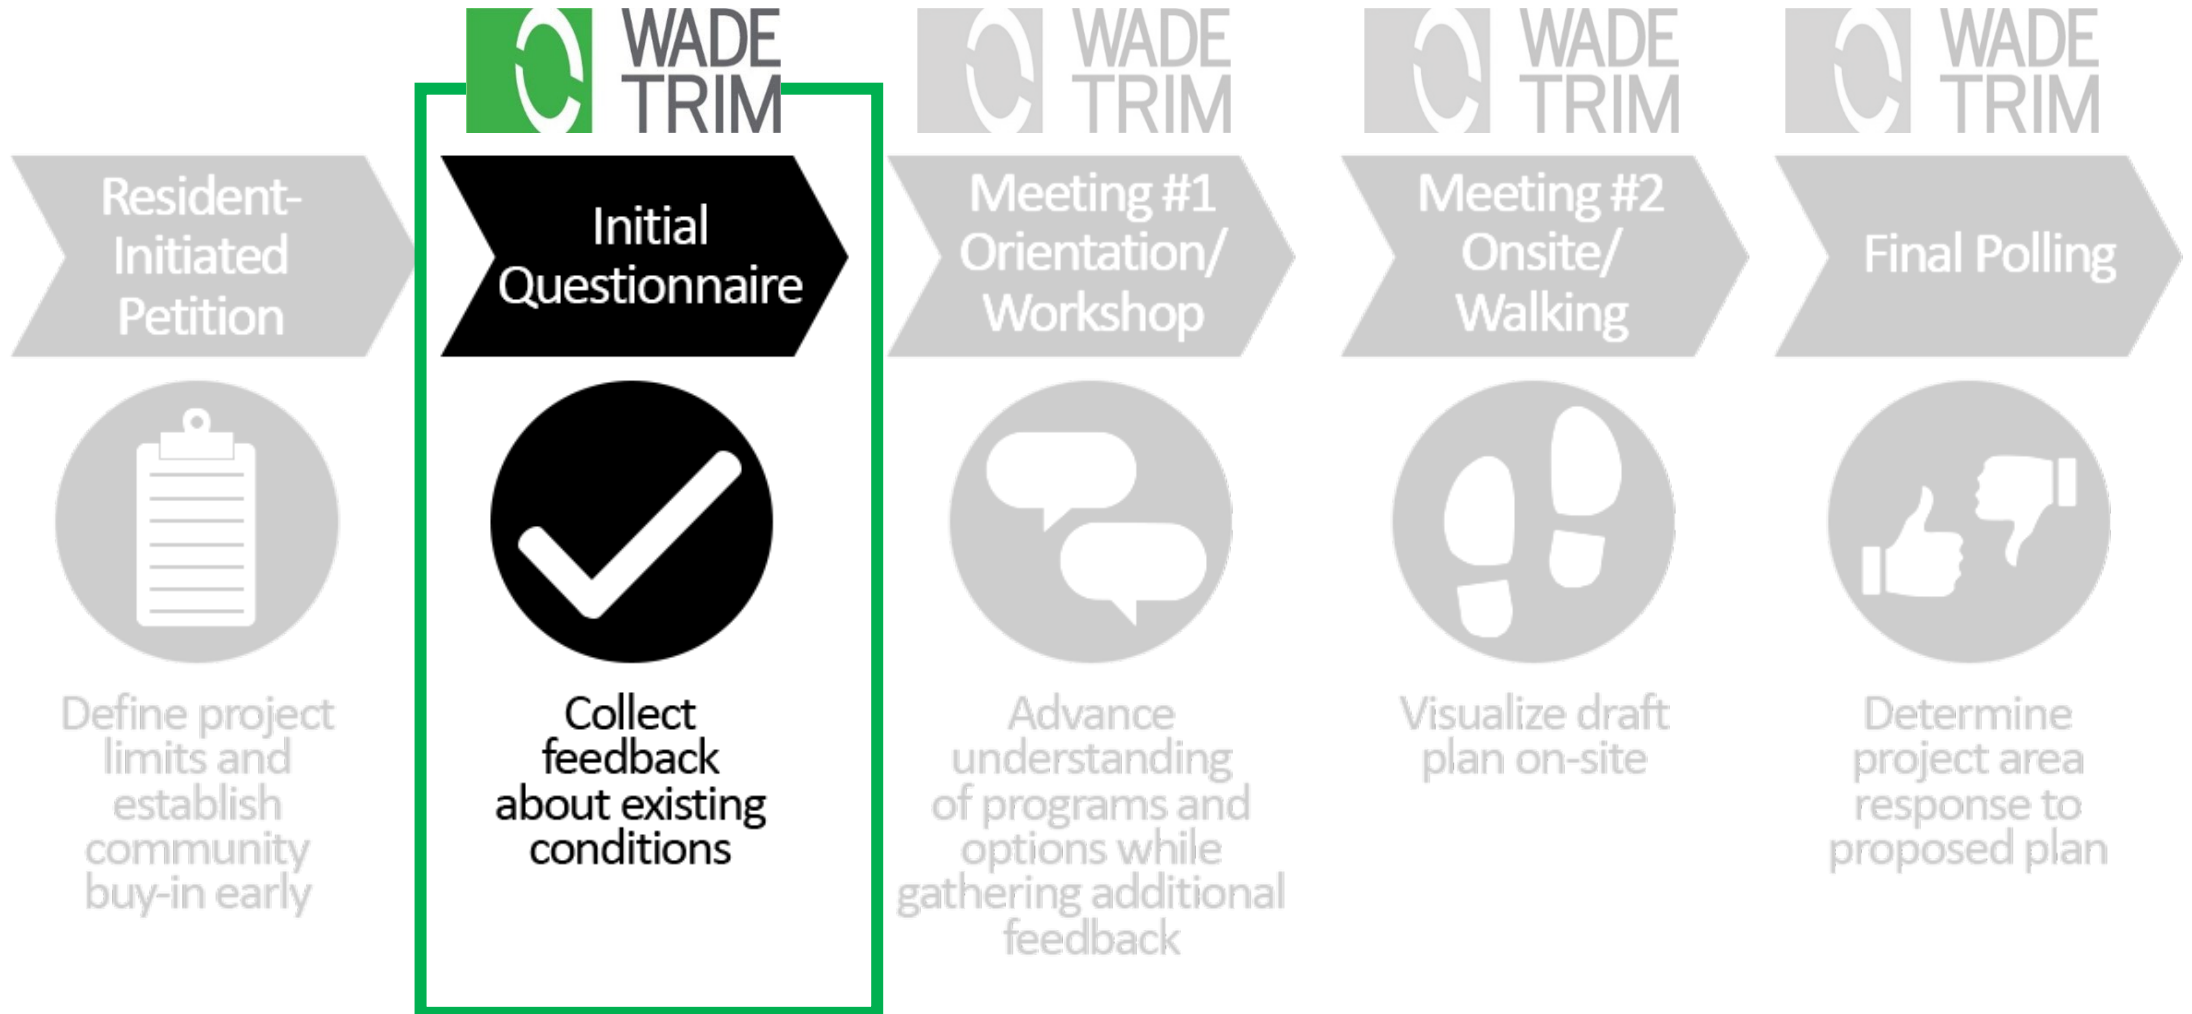 WADE
TRIM
WADE
TRIM
WADE
TRIM
WADE
TRIM
Resident-
Initiated
Petition
Initial
Questionnaire
Meeting #1
Orientation/
Workshop
Meeting #2
Onsite/
Walking
Final Polling
Define project
limits and
establish
community
buy-in early
Collect
feedback
about existing
conditions
Advance
understanding
of programs and
options while
gathering additional
feedback
Visualize draft
plan on-site
Determine
project area
response to
proposed plan